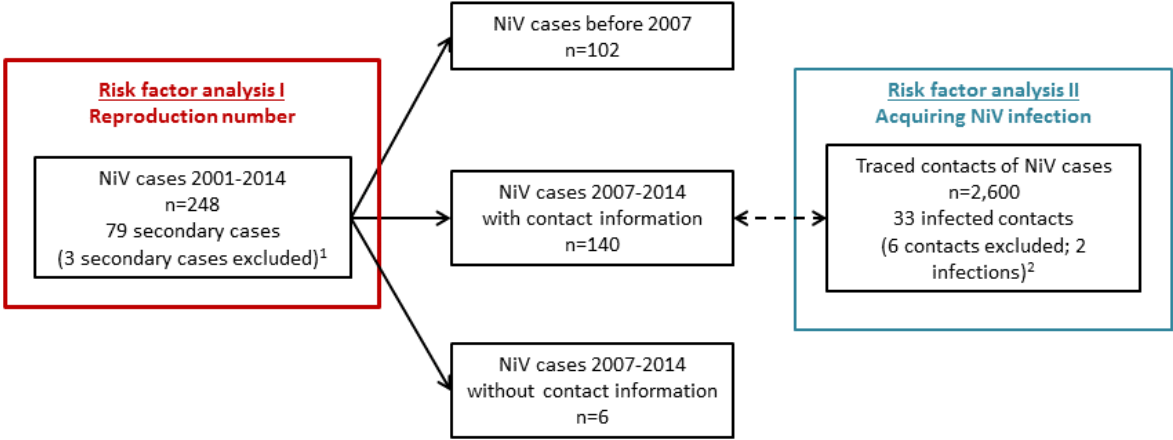 Risk factor analysis I
Reproduction number
NiV cases 2001-2014
n=248
79 secondary cases
(3 secondary cases excluded)1
NiV cases before 2007
n=102
NiV cases 2007-2014
with contact information
n=140
NiV cases 2007-2014
without contact information
n=6
Risk factor analysis II
Acquiring NiV infection
Traced contacts of NiV cases
n=2,600
33 infected contacts
(6 contacts excluded; 2
infections)2